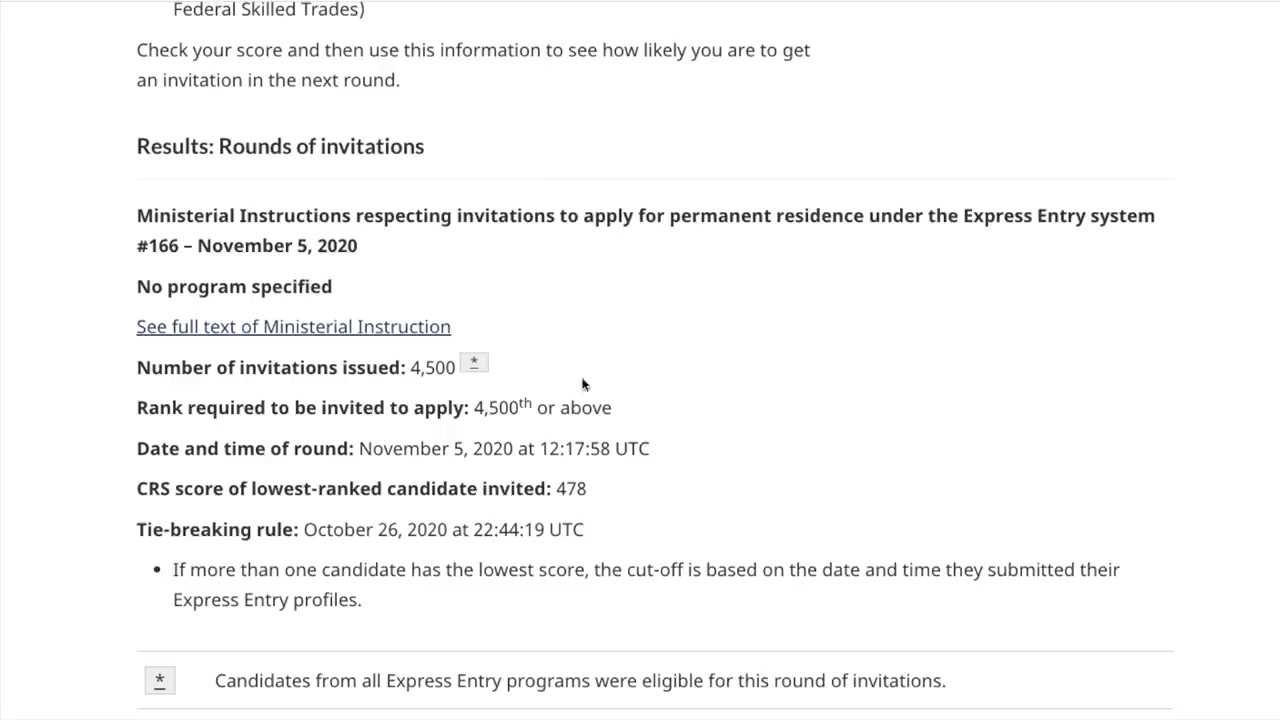 Federal Skilled Trades)
Check your score and then use this information to see how likely you are to get
an invitation in the next round.
Results: Rounds of invitations
Ministerial Instructions respecting invitations to apply for permanent residence under the Express Entry system
#166 – November 5, 2020
No program specified
See full text of Ministerial Instruction
Number of invitations issued: 4,500 *
Rank required to be invited to apply: 4,500th or above
Date and time of round: November 5, 2020 at 12:17:58 UTC
CRS score of lowest-ranked candidate invited: 478
Tie-breaking rule: October 26, 2020 at 22:44:19 UTC
• If more than one candidate has the lowest score, the cut-off is based on the date and time they submitted their
Express Entry profiles.
* Candidates from all Express Entry programs were eligible for this round of invitations.